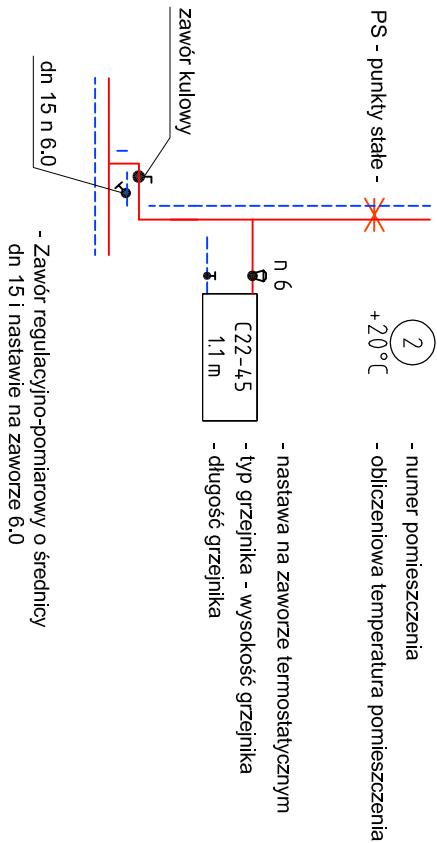 PS - punkty stałe -
2
+20°C
- numer pomieszczenia
- obliczeniowa temperatura pomieszczenia
n 6
C22-45
1.1 m
- nastawa na zaworze termostatycznym
- typ grzejnika - wysokość grzejnika
- długość grzejnika
zawór kulowy
dn 15 n 6.0
- Zawór regulacyjno-pomiarowy o średnicy
dn 15 i nastawie na zaworze 6.0